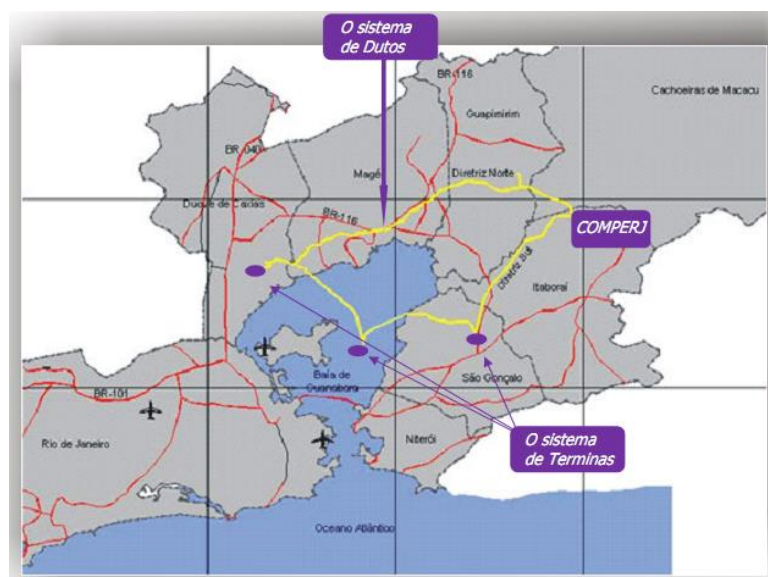 O sistema
de Dutos
BR-116
Cachoeiras de Macacu
Guapimirim
BR-040
Magé
Diretriz Norte
Duque de Caxias
BR-116
COMPERJ
Diretriz Sul
Itaboraí
Baía de
Guanabara
São Gonçalo
BR-101
Rio de Janeiro
Niterói
O sistema
de Terminas
Oceano Atlântico